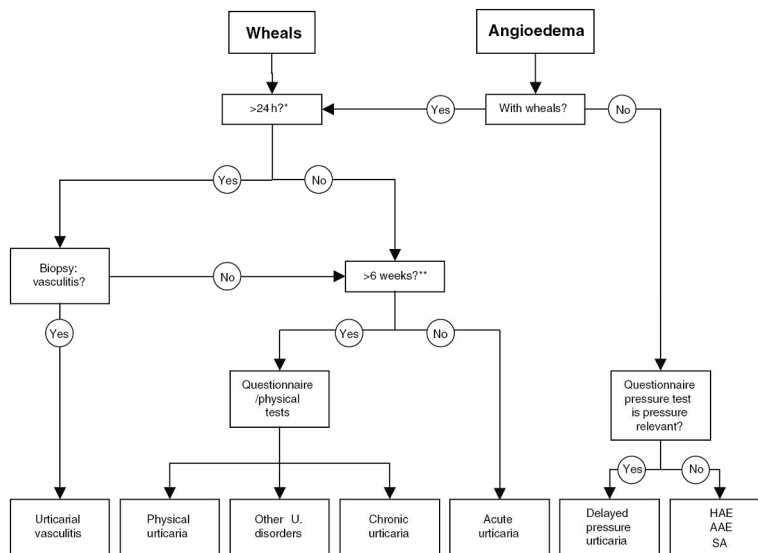 Wheals
Angioedema
>24 h?*
Yes
With wheals?
No
Yes
No
Biopsy:
vasculitis?
No
>6 weeks?**
Yes
Yes
No
Questionnaire
/physical
tests
Questionnaire
pressure test
is pressure
relevant?
Yes
No
Urticarial
vasculitis
Physical
urticaria
Other U.
disorders
Chronic
urticaria
Acute
urticaria
Delayed
pressure
urticaria
HAE
AAE
SA